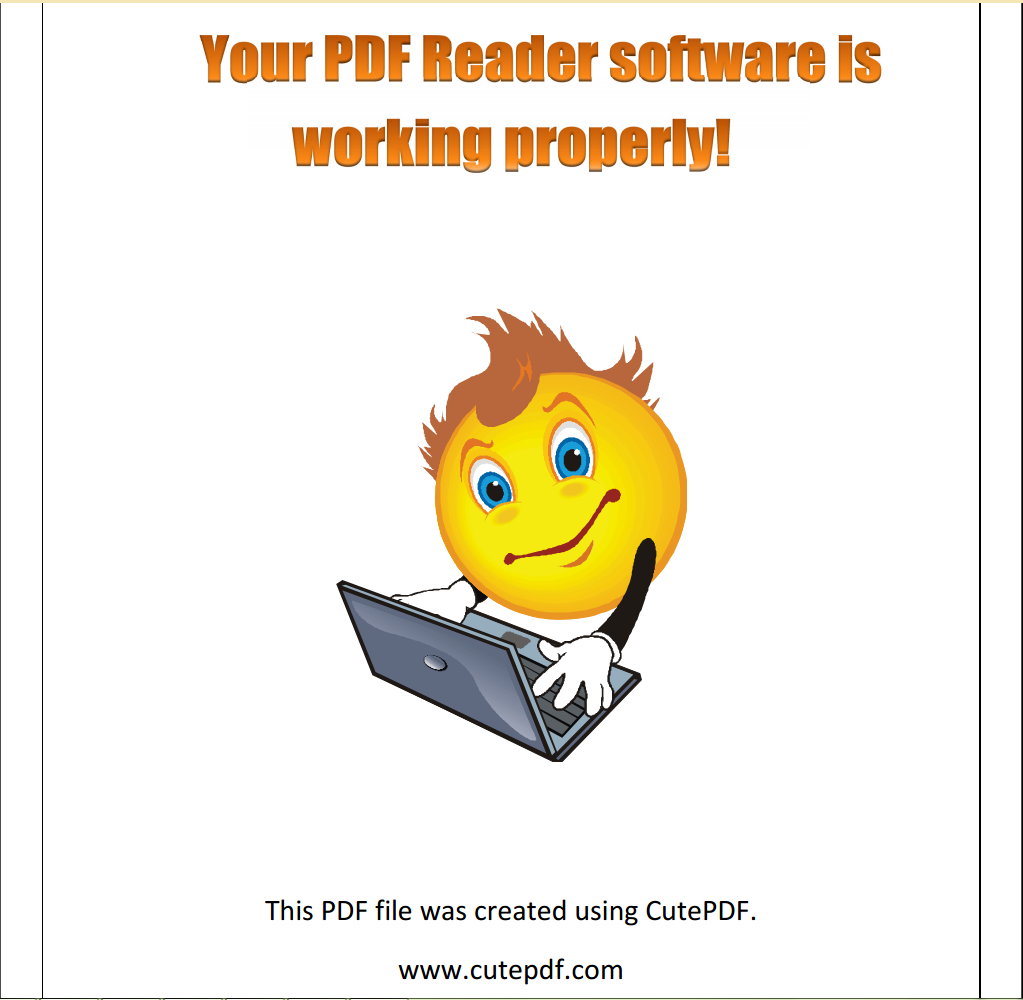 Your PDF Reader software is
working properly!
This PDF file was created using CutePDF.
www.cutepdf.com